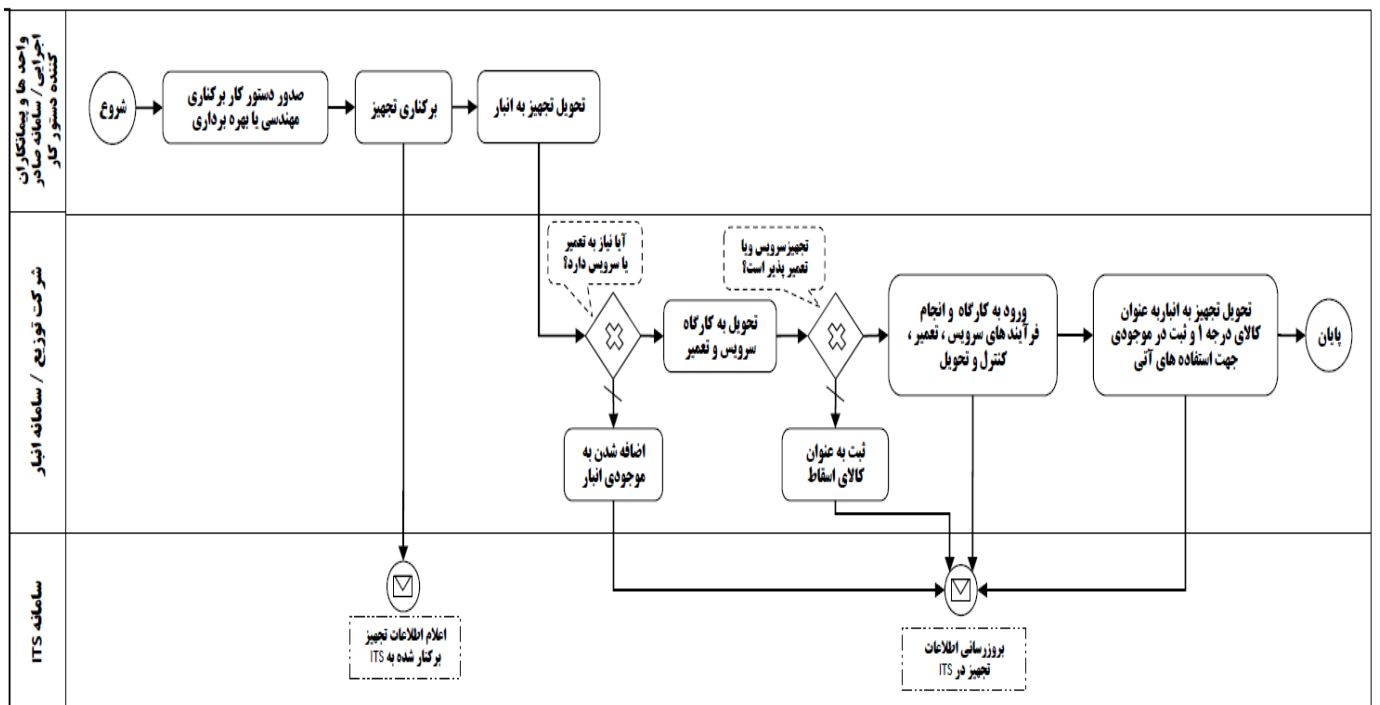 واحد ها و پیمانکاران
اجرایی/ سامانه صادر
کننده دستور کار
شروع
صدور دستور کار برکناری
مهندسی یا بهره برداری
برکناری تجهیز
تحویل تجهیز به انبار
شرکت توزیع / سامانه انبار
آیا نیاز به تعمیر
یا سرویس دارد؟
تحویل به کارگاه
سرویس و تعمیر
تجهیزسرویس ویا
تعمیر پذیر است؟
ورود به کارگاه و انجام
فرآیندهای سرویس ، تعمیر ،
کنترل و تحویل
تحویل تجهیز به انباربه عنوان
کالای درجه ۱ و ثبت در موجودی
جهت استفاده های آتی
پایان
اضافه شدن به
موجودی انبار
ثبت به عنوان
کالای اسقاط
سامانه ITS
اعلام اطلاعات تجهیز
برکنار شده به ITS
بروزرسانی اطلاعات
تجهیز در ITS